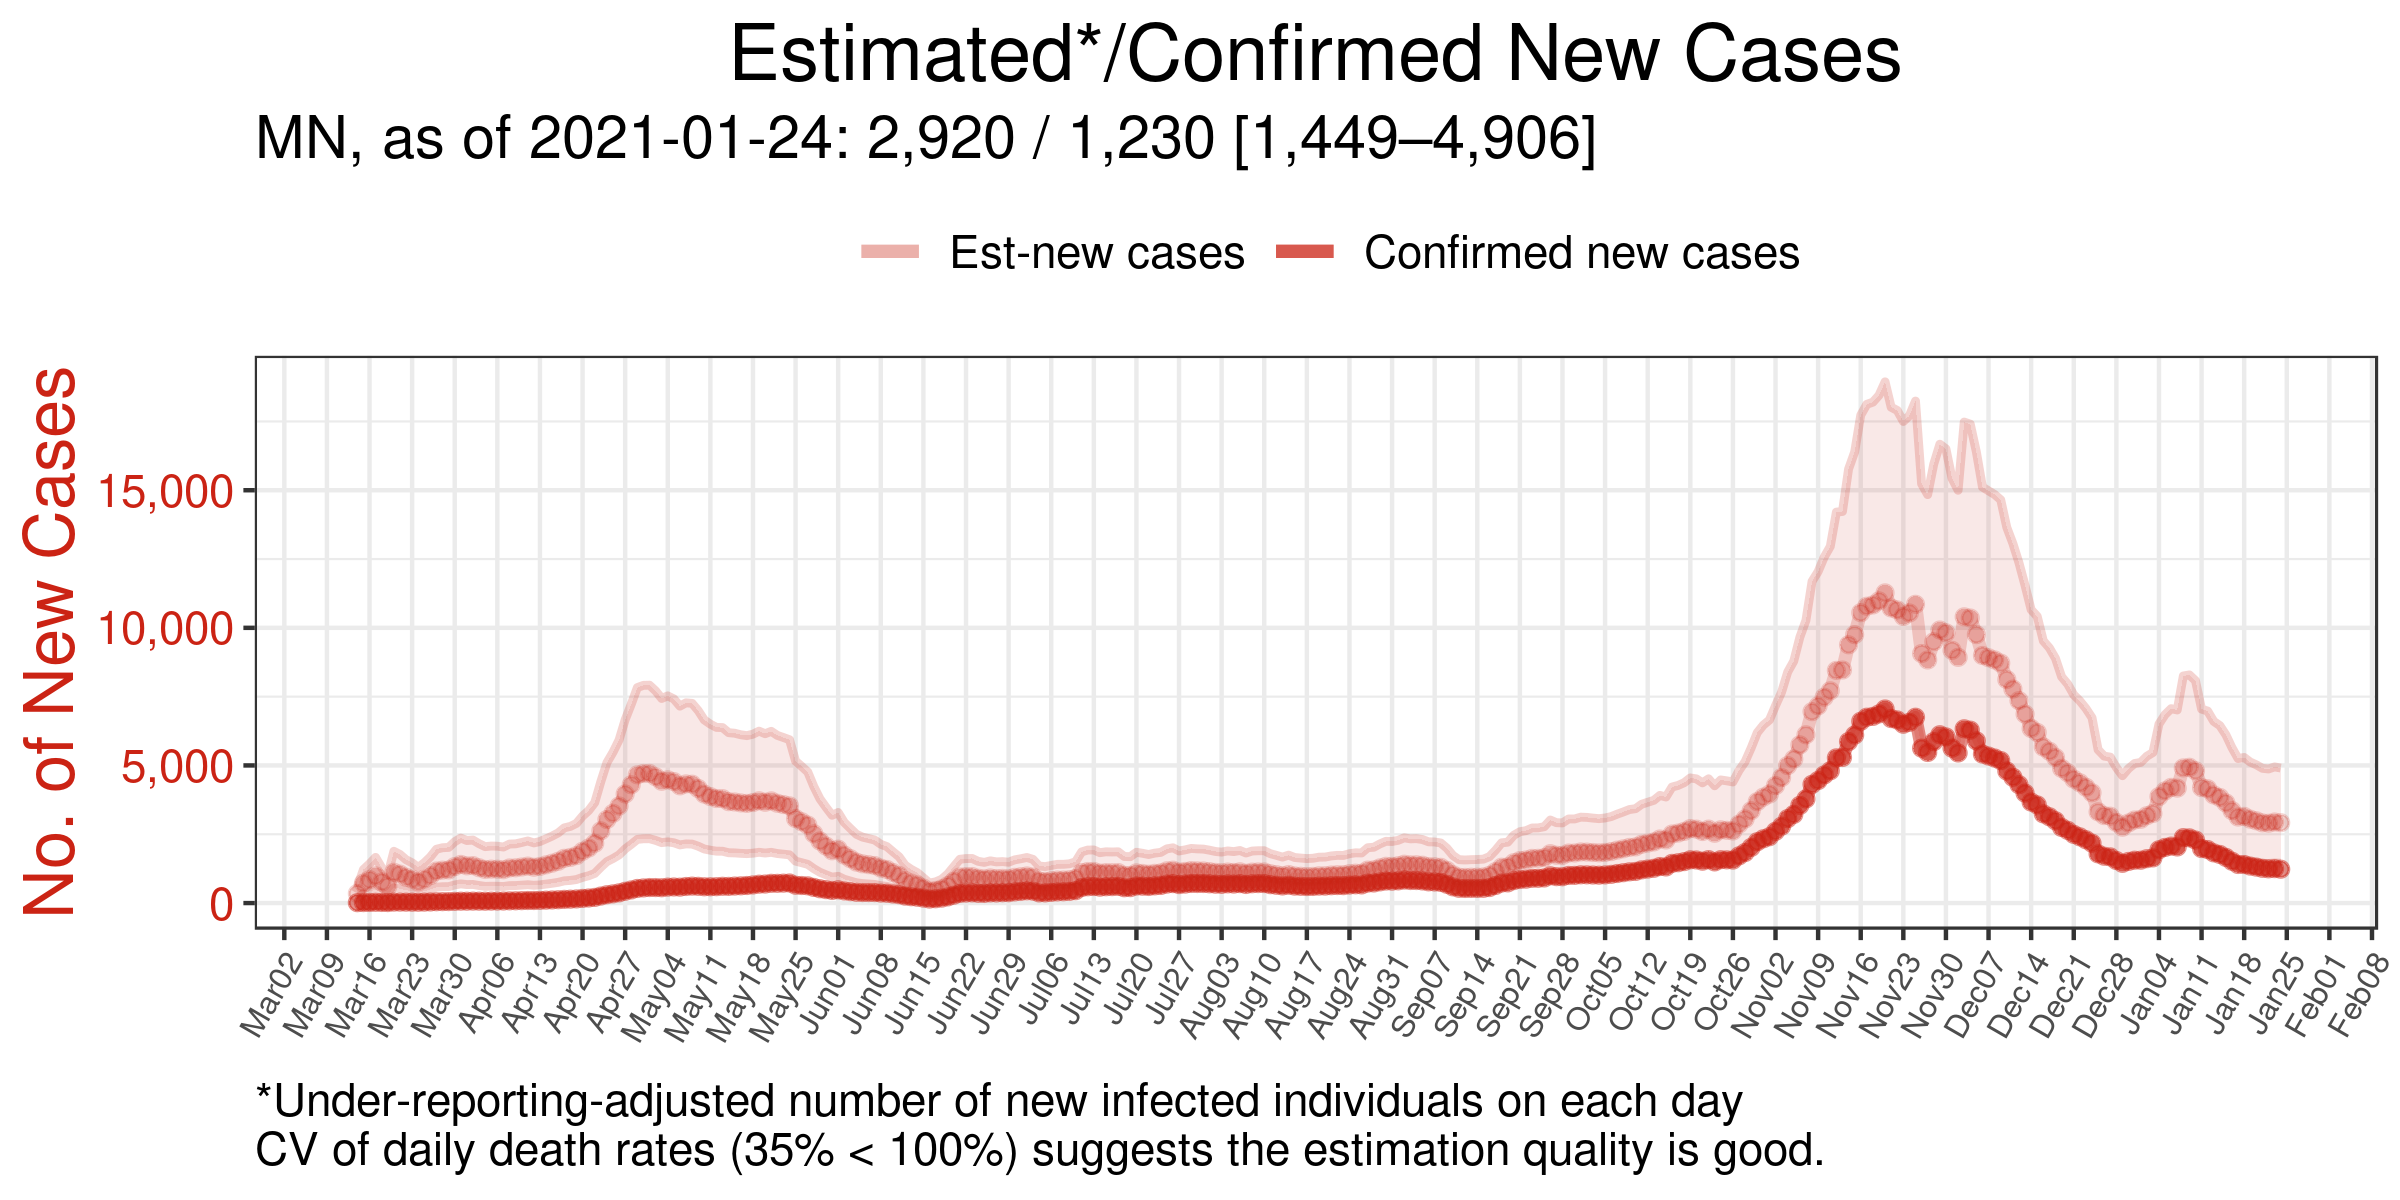 Estimated*/Confirmed New Cases
MN, as of 2021-01-24: 2,920 / 1,230 [1,449–4,906]
Est-new cases
Confirmed new cases
No. of New Cases
15,000
10,000
5,000
0
Mar02
Mar09
Mar16
Mar23
Mar30
Apr06
Apr13
Apr20
Apr27
May04
May11
May18
May25
Jun01
Jun08
Jun15
Jun22
Jun29
Jul06
Jul13
Jul20
Jul27
Aug03
Aug10
Aug17
Aug24
Aug31
Sep07
Sep14
Sep21
Sep28
Oct05
Oct12
Oct19
Oct26
Nov02
Nov09
Nov16
Nov23
Nov30
Dec07
Dec14
Dec21
Dec28
Jan04
Jan11
Jan18
Jan25
Feb01
Feb08
*Under-reporting-adjusted number of new infected individuals on each day
CV of daily death rates (35% < 100%) suggests the estimation quality is good.